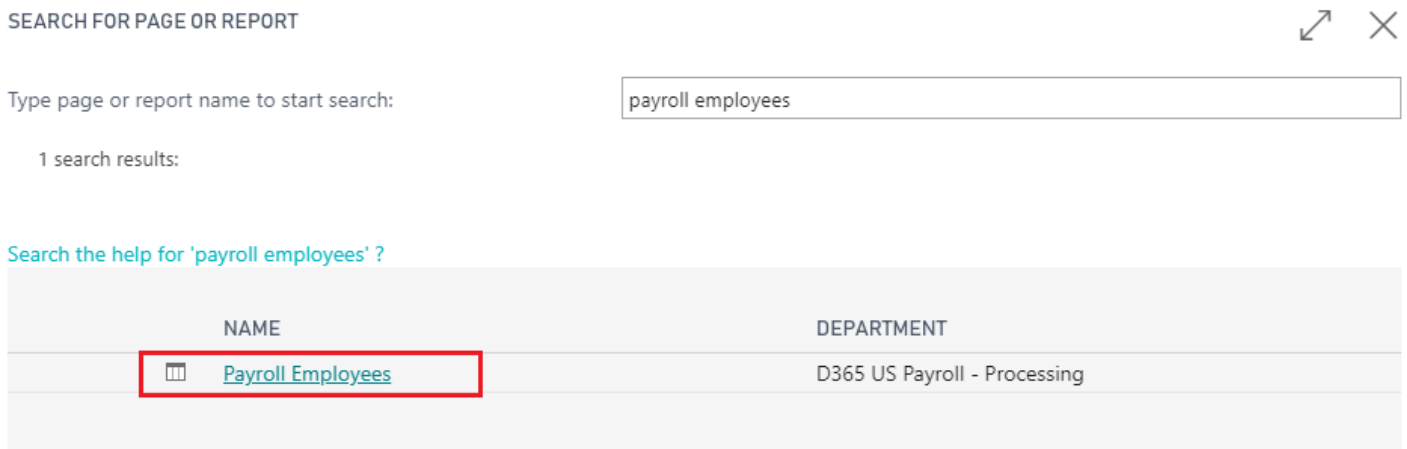 SEARCH FOR PAGE OR REPORT
Type page or report name to start search: payroll employees
1 search results:
Search the help for 'payroll employees' ?
NAME DEPARTMENT
Payroll Employees D365 US Payroll - Processing